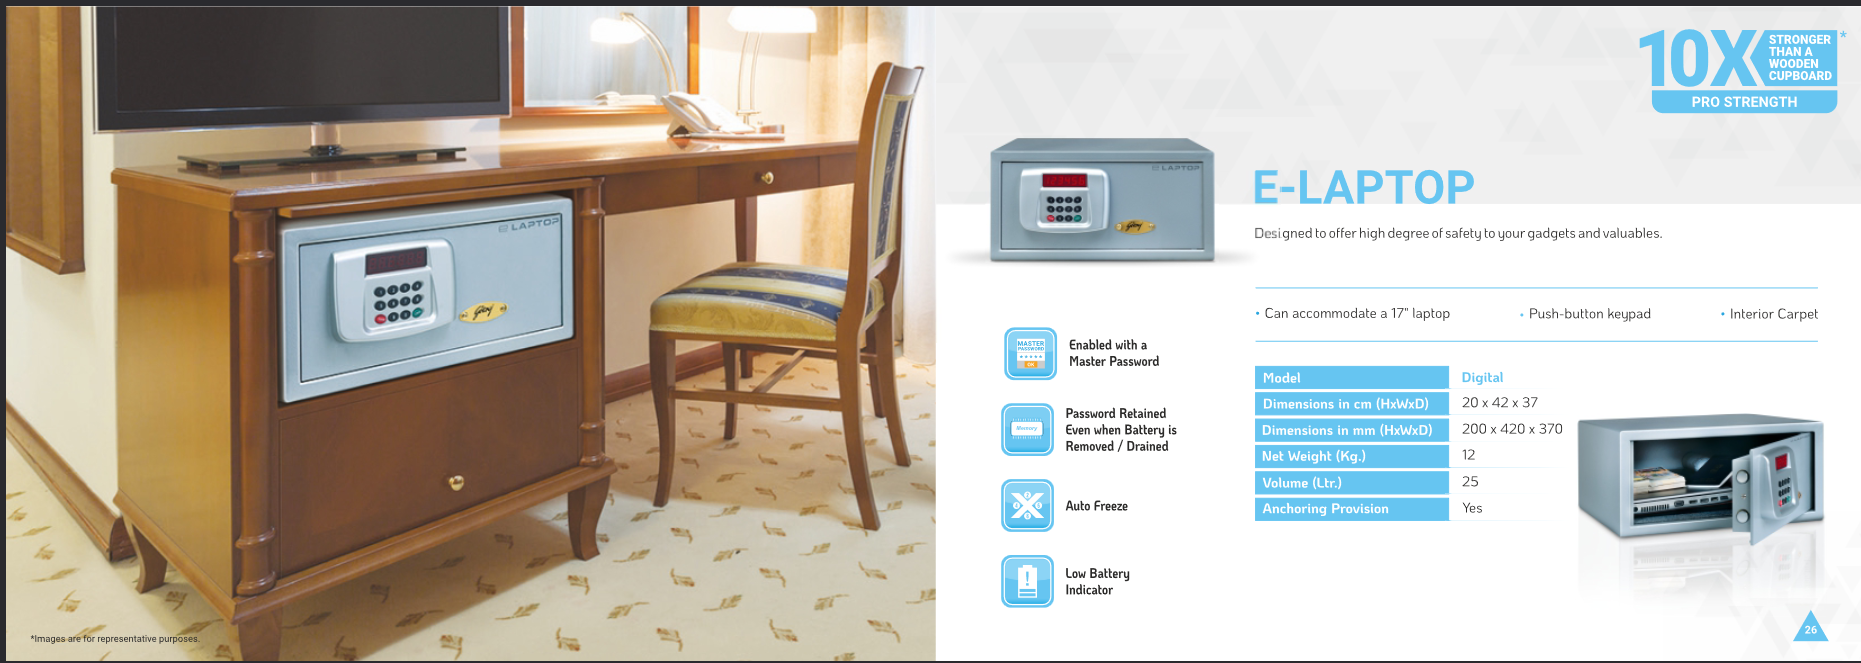 E LAPTOP
Godrej
*Images are for representative purposes.
10X
STRONGER
THAN A
WOODEN
CUPBOARD
*
PRO STRENGTH
E LAPTOP
Godrej
E-LAPTOP
Designed to offer high degree of safety to your gadgets and valuables.
• Can accommodate a 17" laptop • Push-button keypad • Interior Carpet
MASTER
PASSWORD
Enabled with a
Master Password
Memory
Password Retained
Even when Battery is
Removed / Drained
Auto Freeze
!
Low Battery
Indicator
Model Digital
Dimensions in cm (HxWxD) 20 x 42 x 37
Dimensions in mm (HxWxD) 200 x 420 x 370
Net Weight (Kg.) 12
Volume (Ltr.) 25
Anchoring Provision Yes
26